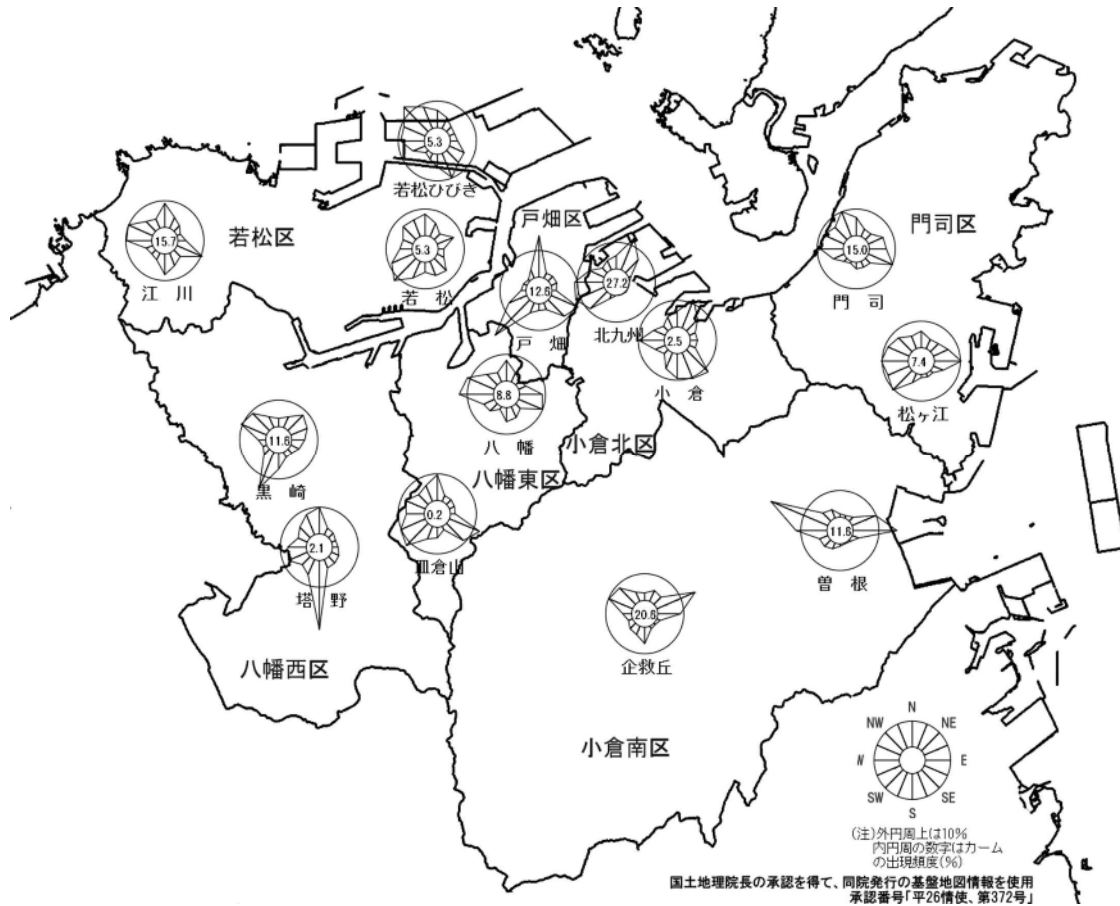 5.3
若松ひびき
戸畑区
門司区
若松区
15.7
江 川
5.3
若 松
12.6
戸 畑
27.2
北九州
15.0
門 司
2.5
小 倉
7.4
松ヶ江
8.8
八 幡
小倉北区
11.6
黒 崎
八幡東区
0.2
皿倉山
11.6
曽 根
2.1
塔 野
20.6
企救丘
八幡西区
小倉南区
N
NW
NE
W
E
SW
SE
S
(注)外円周上は10%
内円周の数字はカーム
の出現頻度(%)
国土地理院長の承認を得て、同院発行の基盤地図情報を使用
承認番号「平26情使、第372号」